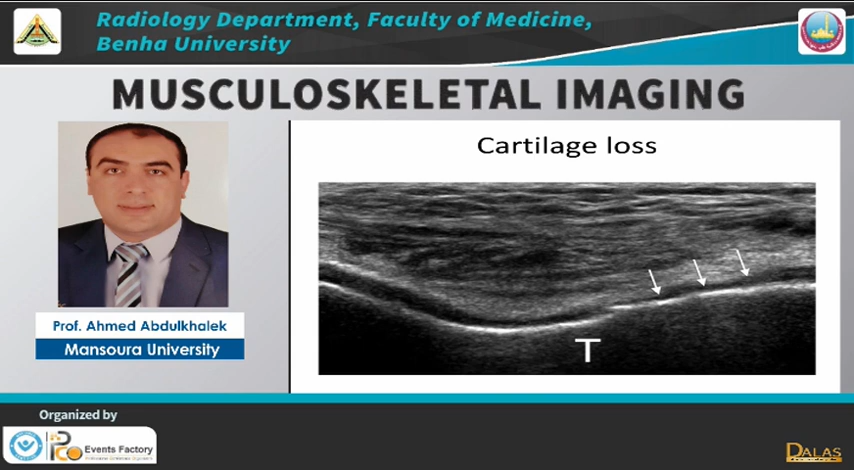 Radiology Department, Faculty of Medicine,
Benha University
MUSCULOSKELETAL IMAGING
Cartilage loss
T
Prof. Ahmed Abdulkhalek
Mansoura University
Organized by
Events Factory
DALAS